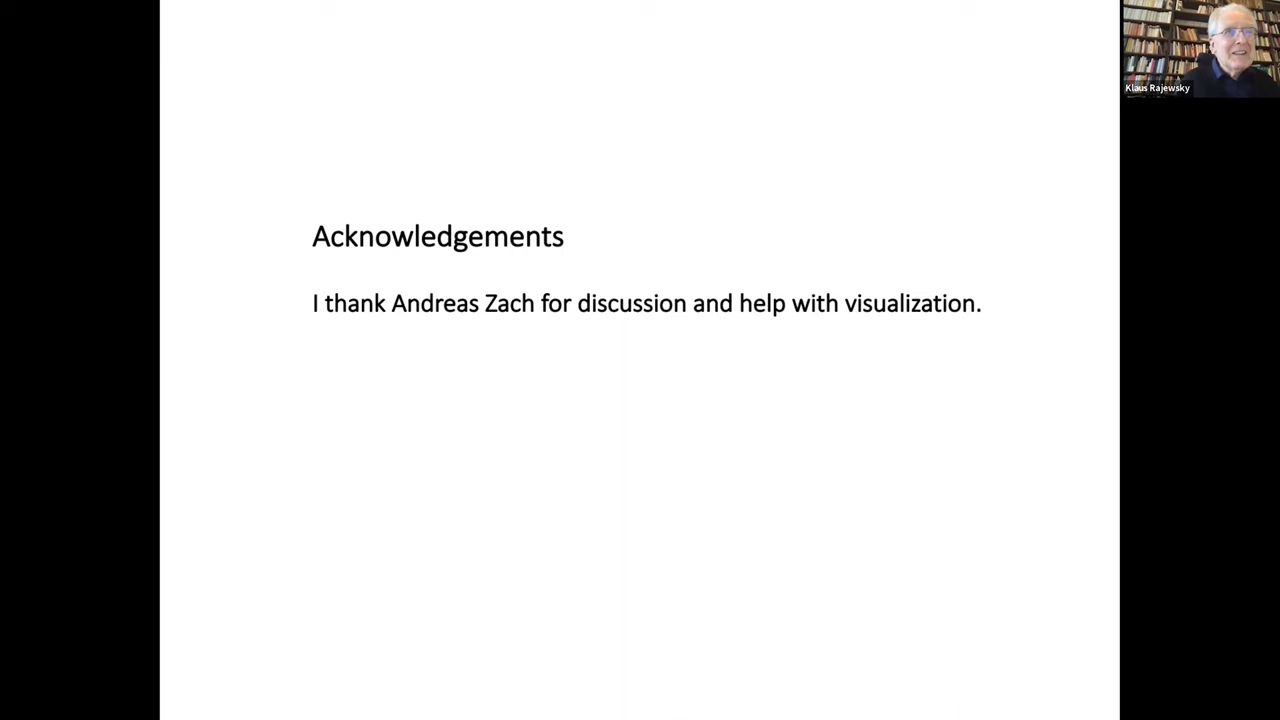 Klaus Rajewsky
Acknowledgements
I thank Andreas Zach for discussion and help with visualization.